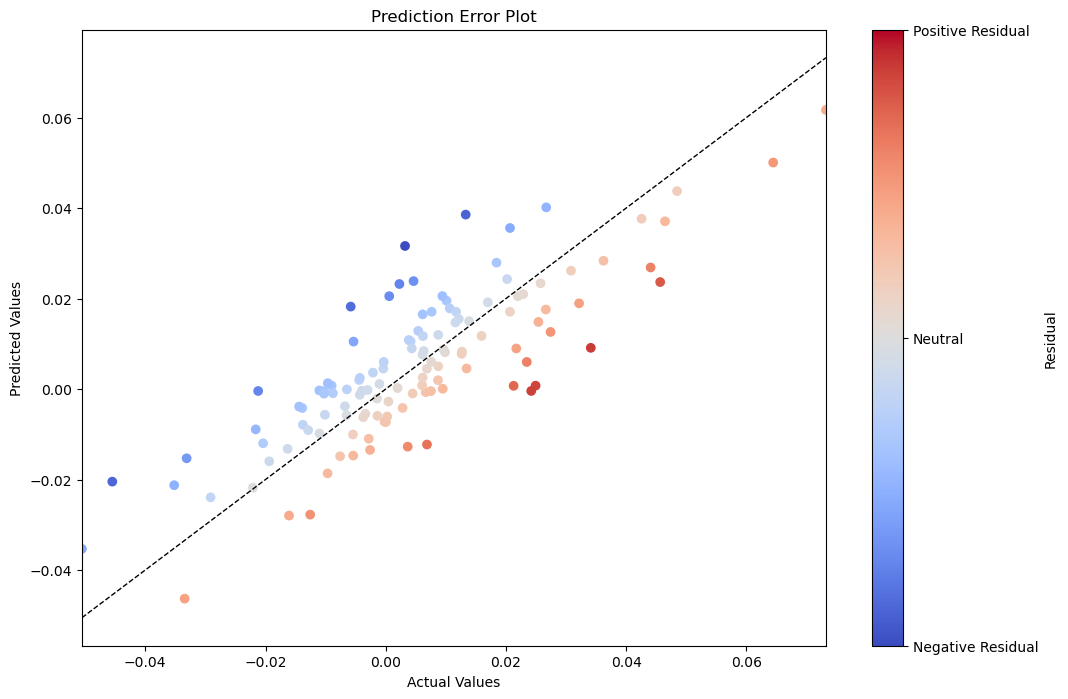 Prediction Error Plot
Predicted Values
0.06
0.04
0.02
0.00
−0.02
−0.04
−0.04
−0.02
0.00
0.02
0.04
0.06
Actual Values
Positive Residual
Neutral
Negative Residual
Residual